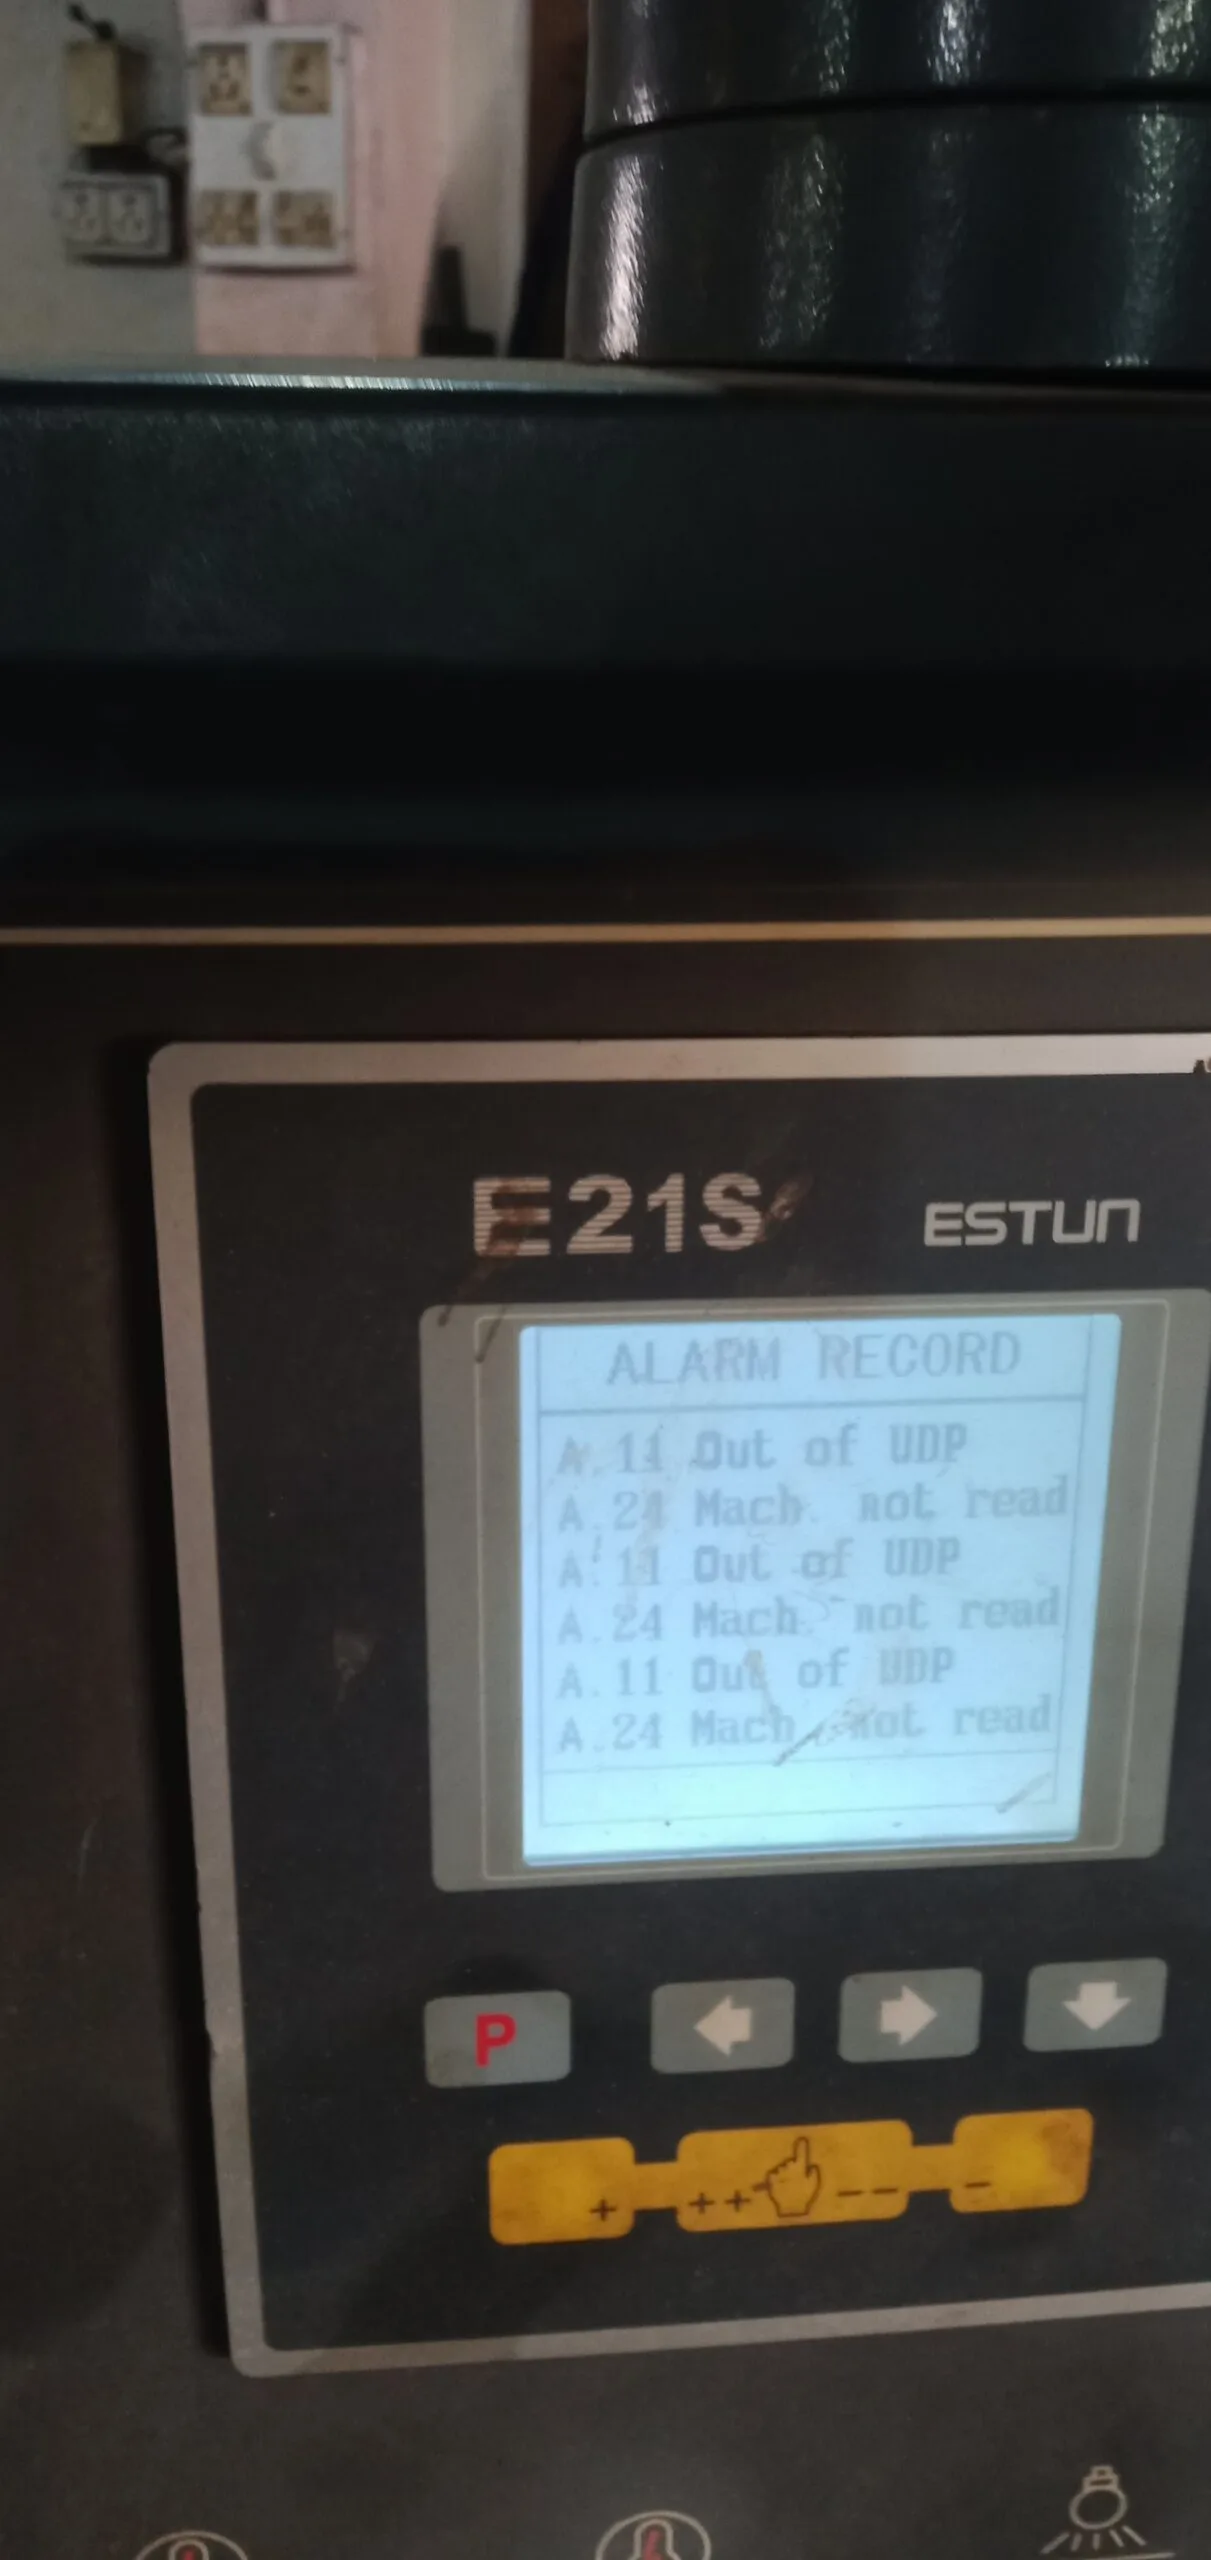 E21S
ESTUN
ALARM RECORD
A.11 Out of UDP
A.24 Mach. not read
A.11 Out of UDP
A.24 Mach. not read
A.11 Out of UDP
A.24 Mach. not read
P
+ ++ -- -